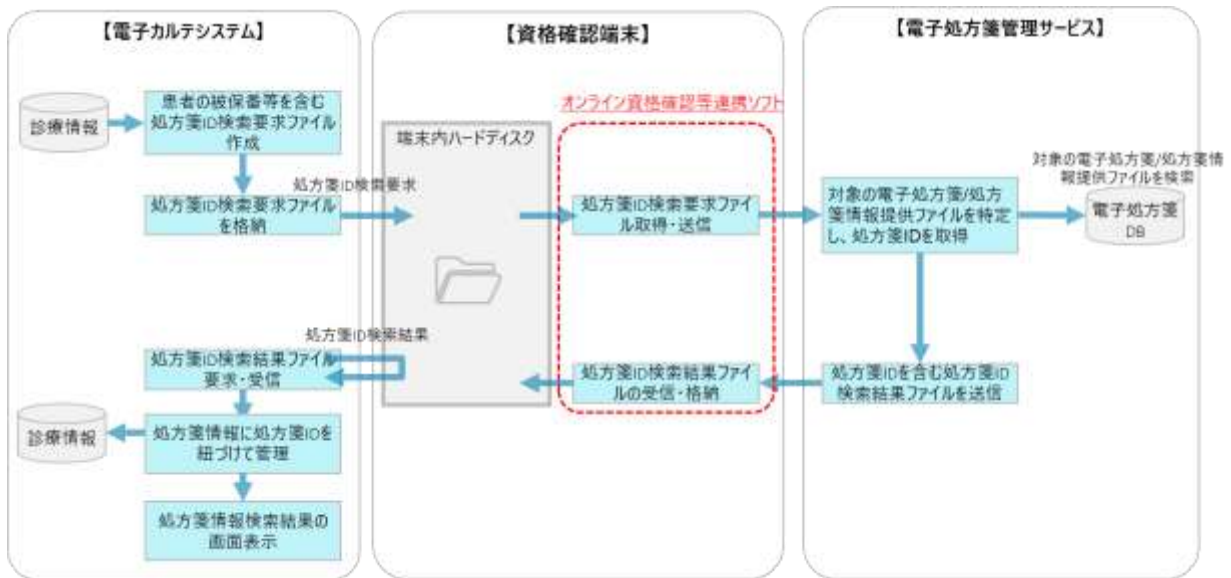 【電子カルテシステム】
【資格確認端末】
【電子処方箋管理サービス】
診療情報
患者の被保番等を含む
処方箋ID検索要求ファイル
作成
処方箋ID検索要求ファイル
を格納
処方箋ID検索要求
端末内ハードディスク
オンライン資格確認等連携ソフト
処方箋ID検索要求ファイ
ル取得・送信
対象の電子処方箋/処方
箋情報提供ファイルを特定
し、処方箋IDを取得
対象の電子処方箋/処方箋情
報提供ファイルを検索
電子処方箋
DB
処方箋ID検索結果
処方箋ID検索結果ファイル
要求・受信
処方箋ID検索結果ファイ
ルの受信・格納
処方箋IDを含む処方箋ID
検索結果ファイルを送信
診療情報
処方箋情報に処方箋IDを
紐づけて管理
処方箋情報検索結果の
画面表示